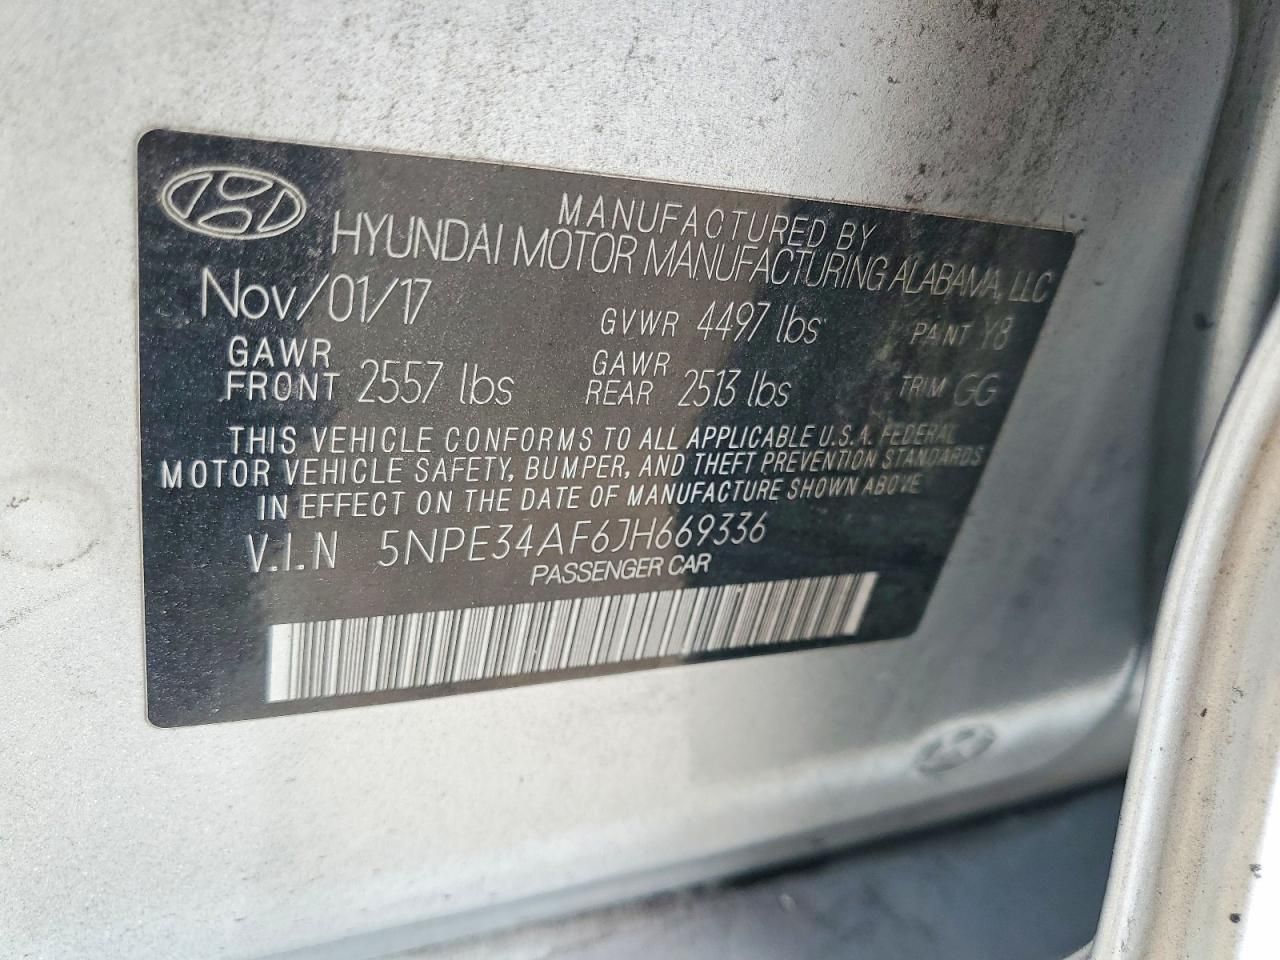 MANUFACTURED BY
HYUNDAI MOTOR MANUFACTURING ALABAMA, LLC
Nov/01/17 GVWR 4497 lbs PAINT Y8
GAWR FRONT 2557 lbs GAWR REAR 2513 lbs TRIM GG
THIS VEHICLE CONFORMS TO ALL APPLICABLE U.S.A. FEDERAL
MOTOR VEHICLE SAFETY, BUMPER, AND THEFT PREVENTION STANDARDS
IN EFFECT ON THE DATE OF MANUFACTURE SHOWN ABOVE
V.I.N 5NPE34AF6JH669336
PASSENGER CAR